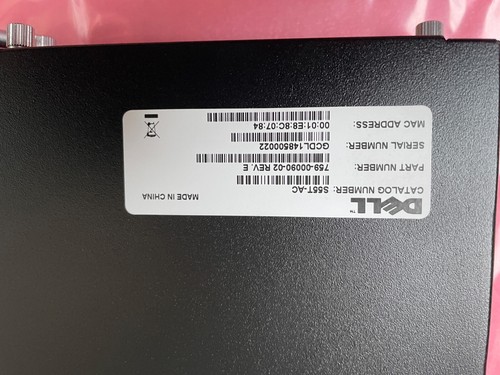 DELL™
CATALOG NUMBER: S55T-AC
MADE IN CHINA
PART NUMBER: 759-00090-02 REV. E
SERIAL NUMBER: GCDL148500022
MAC ADDRESS: 00:01:E8:8C:07:84